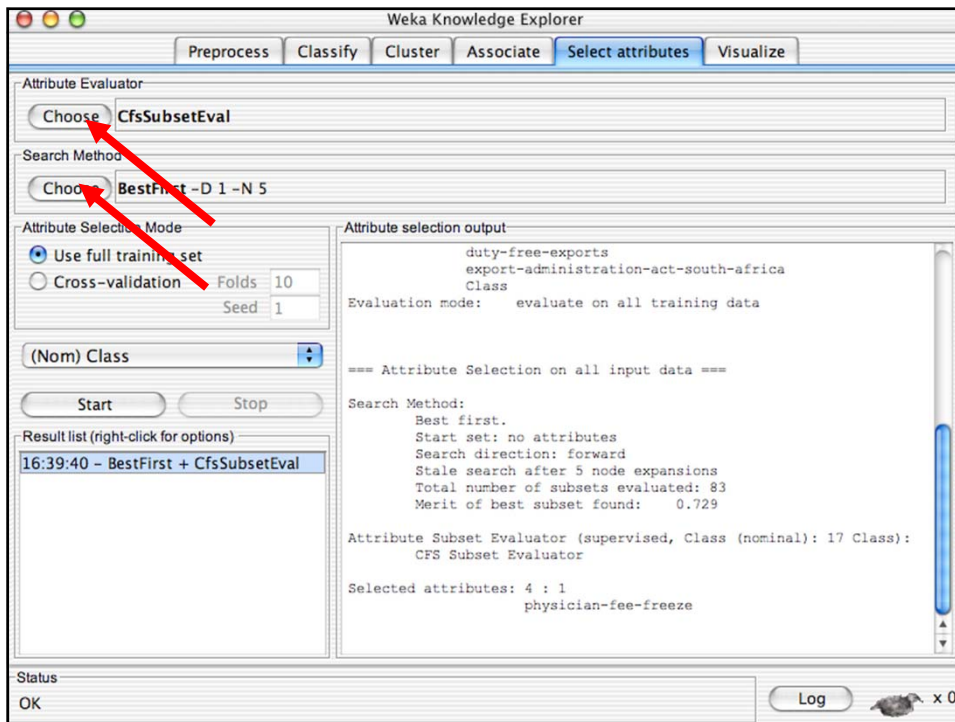 Weka Knowledge Explorer
Preprocess Classify Cluster Associate Select attributes Visualize
Attribute Evaluator
Choose CfsSubsetEval
Search Method
Choose BestFirst -D 1 -N 5
Attribute Selection Mode
Use full training set
Cross-validation Folds 10
Seed 1
(Nom) Class
Start Stop
Result list (right-click for options)
16:39:40 - BestFirst + CfsSubsetEval
Attribute selection output
duty-free-exports
export-administration-act-south-africa
Class
Evaluation mode: evaluate on all training data
=== Attribute Selection on all input data ===
Search Method:
Best first.
Start set: no attributes
Search direction: forward
Stale search after 5 node expansions
Total number of subsets evaluated: 83
Merit of best subset found: 0.729
Attribute Subset Evaluator (supervised, Class (nominal): 17 Class):
CFS Subset Evaluator
Selected attributes: 4 : 1
physician-fee-freeze
Status
OK
Log x 0